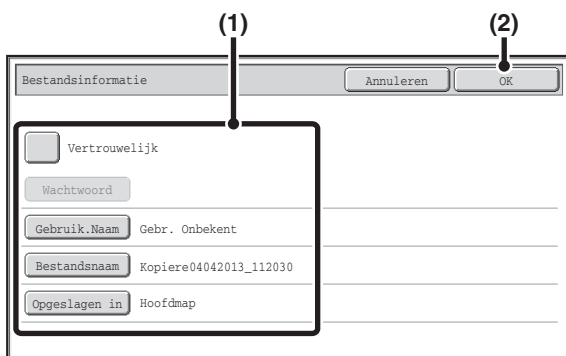 (1) (2)
Bestandsinformatie Annuleren OK
Vertrouwelijk
Wachtwoord
Gebruik.Naam Gebr. Onbekent
Bestandsnaam Kopiere04042013_112030
Opgeslagen in Hoofdmap